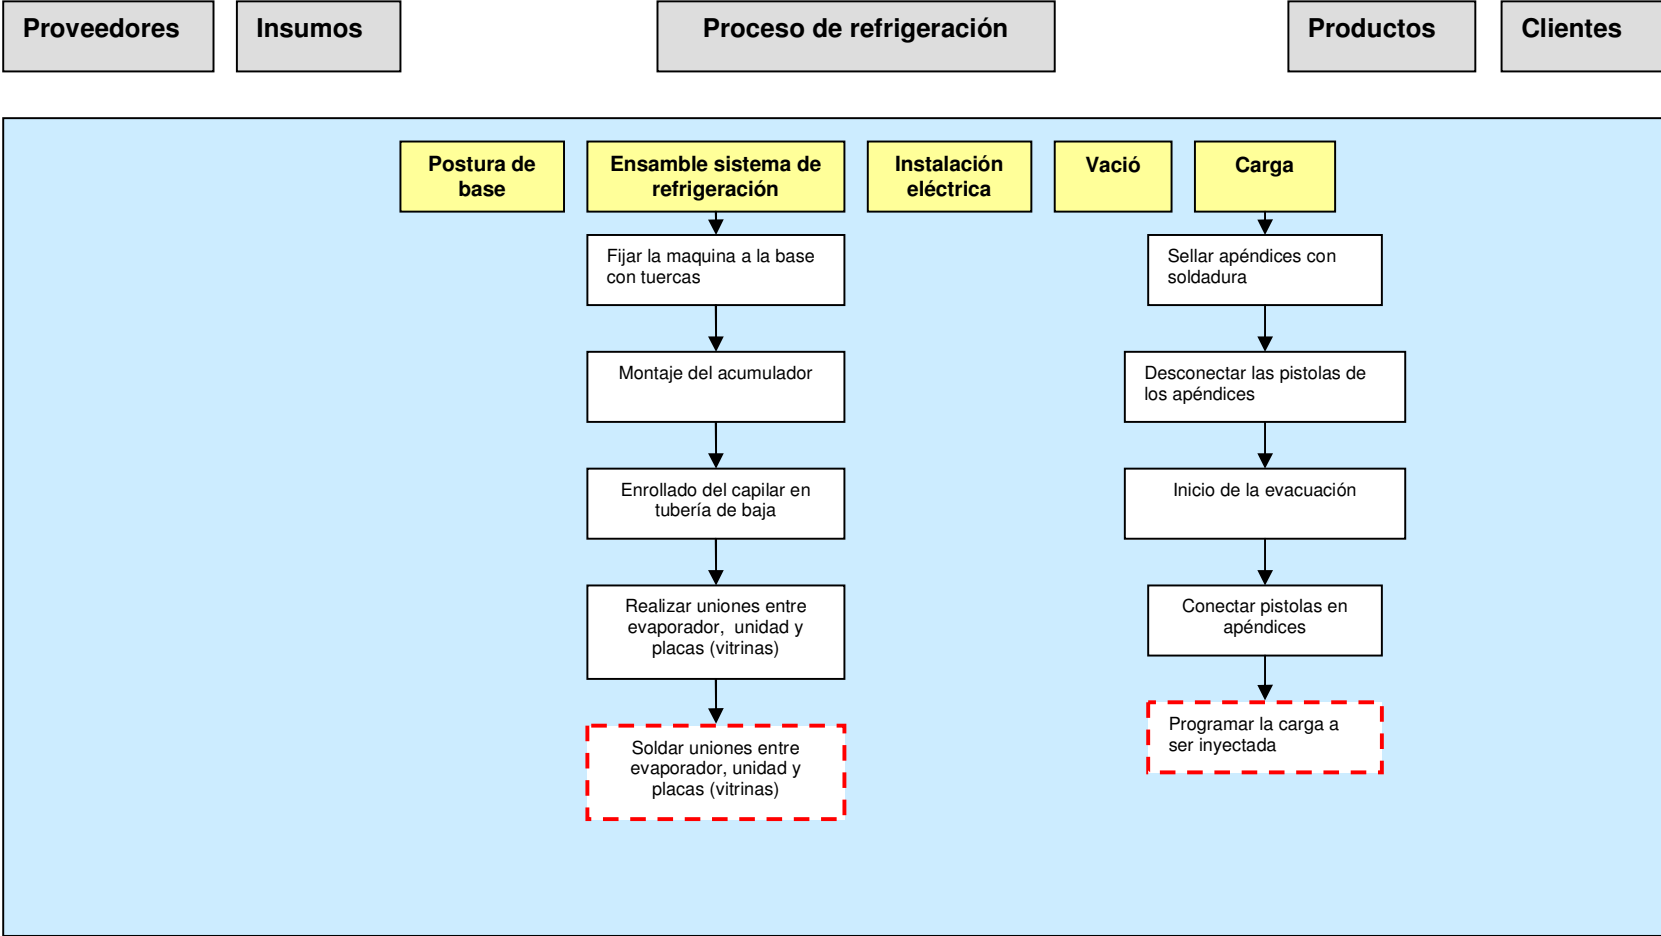 Proveedores
Insumos
Proceso de refrigeración
Productos
Clientes
Postura de
base
Ensamble sistema de
refrigeración
Instalación
eléctrica
Vació
Carga
Fijar la maquina a la base
con tuercas
Montaje del acumulador
Enrollado del capilar en
tubería de baja
Realizar uniones entre
evaporador, unidad y
placas (vitrinas)
Soldar uniones entre
evaporador, unidad y
placas (vitrinas)
Sellar apéndices con
soldadura
Desconectar las pistolas de
los apéndices
Inicio de la evacuación
Conectar pistolas en
apéndices
Programar la carga a
ser inyectada